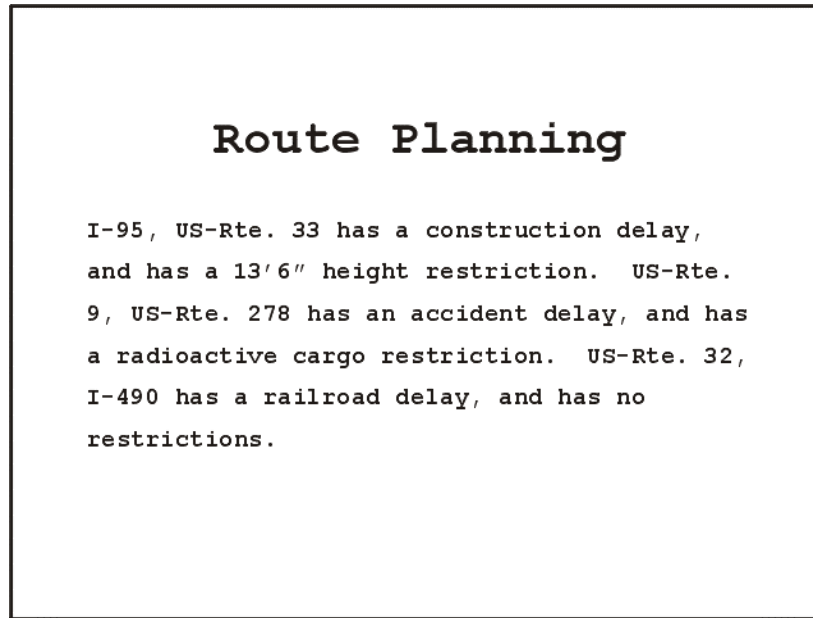 Route Planning
I-95, US-Rte. 33 has a construction delay,
and has a 13′6″ height restriction.  US-Rte.
9, US-Rte. 278 has an accident delay, and has
a radioactive cargo restriction.  US-Rte. 32,
I-490 has a railroad delay, and has no
restrictions.